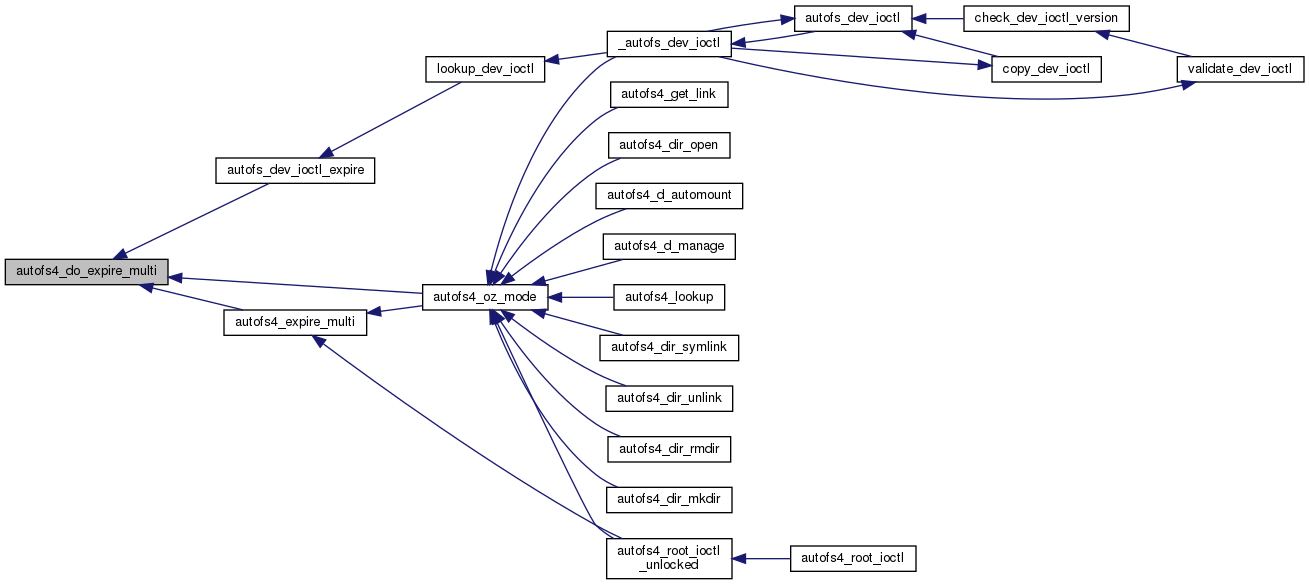 autofs_dev_ioctl
check_dev_ioctl_version
_autofs_dev_ioctl
lookup_dev_ioctl
copy_dev_ioctl
validate_dev_ioctl
autofs4_get_link
autofs4_dir_open
autofs_dev_ioctl_expire
autofs4_d_automount
autofs4_d_manage
autofs4_do_expire_multi
autofs4_oz_mode
autofs4_lookup
autofs4_expire_multi
autofs4_dir_symlink
autofs4_dir_unlink
autofs4_dir_rmdir
autofs4_dir_mkdir
autofs4_root_ioctl
_unlocked
autofs4_root_ioctl